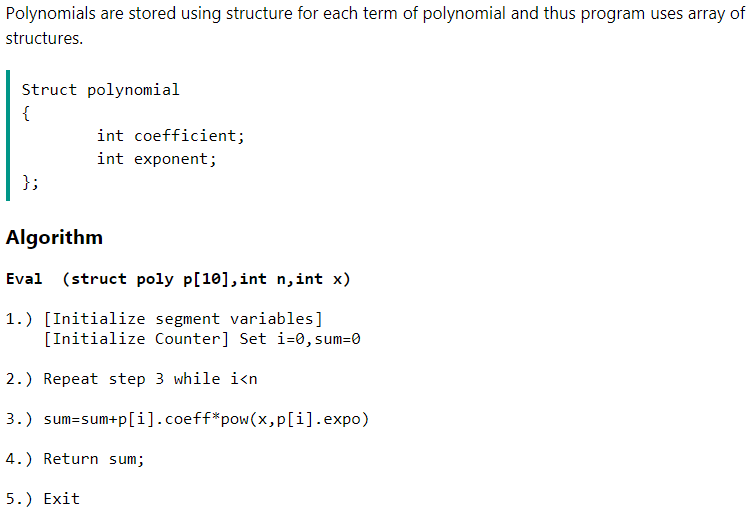 Polynomials are stored using structure for each term of polynomial and thus program uses array of
structures.
Struct polynomial
{
int coefficient;
int exponent;
};
Algorithm
Eval  (struct poly p[10],int n,int x)
1.) [Initialize segment variables]
[Initialize Counter] Set i=0,sum=0
2.) Repeat step 3 while i<n
3.) sum=sum+p[i].coeff*pow(x,p[i].expo)
4.) Return sum;
5.) Exit